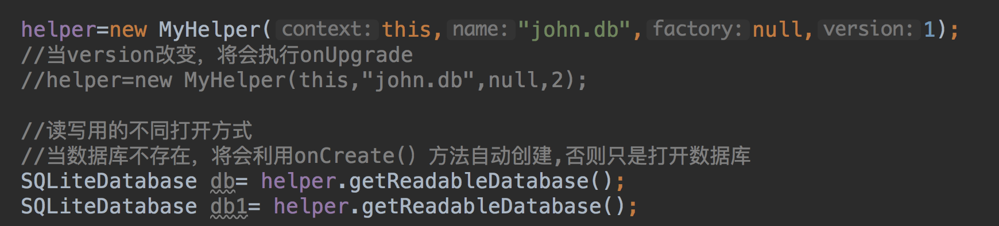 helper=new MyHelper( context: this, name: "john.db", factory: null, version: 1);
//当version改变，将会执行onUpgrade
//helper=new MyHelper(this,"john.db",null,2);
//读写用的不同打开方式
//当数据库不存在，将会利用onCreate() 方法自动创建,否则只是打开数据库
SQLiteDatabase db= helper.getReadableDatabase();
SQLiteDatabase db1= helper.getReadableDatabase();